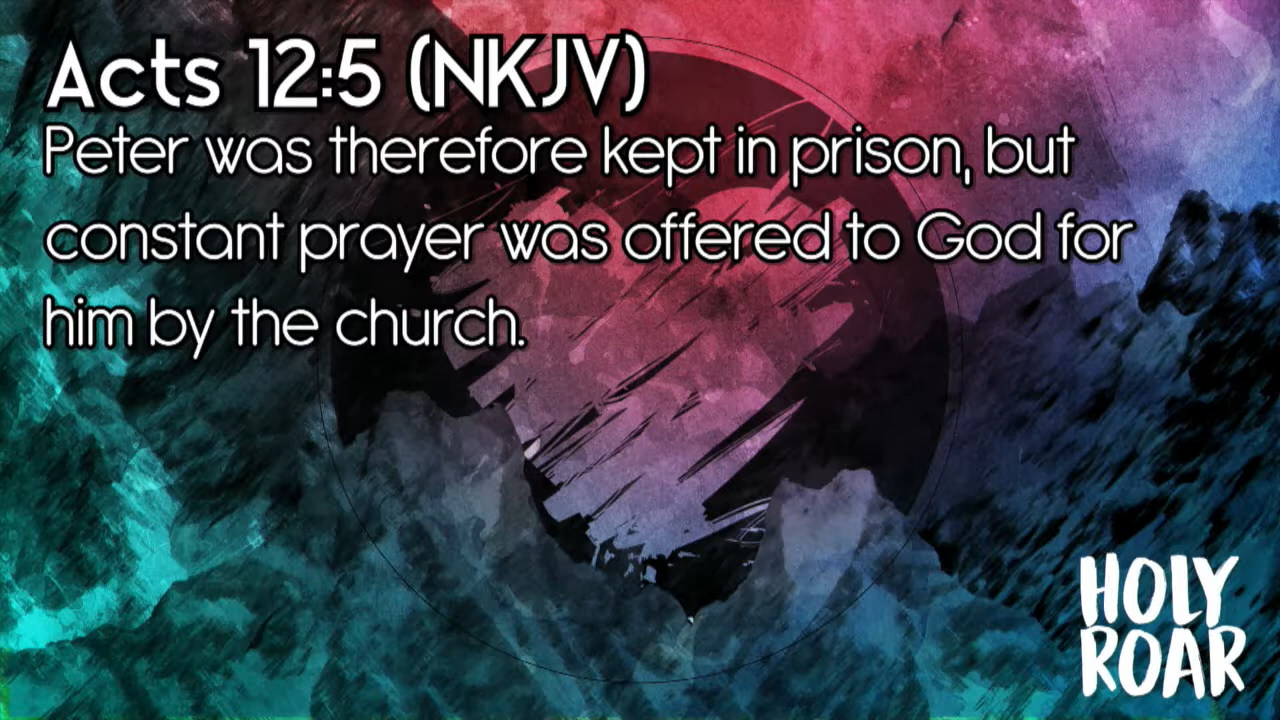 Acts 12:5 (NKJV)
Peter was therefore kept in prison, but
constant prayer was offered to God for
him by the church.
HOLY
ROAR